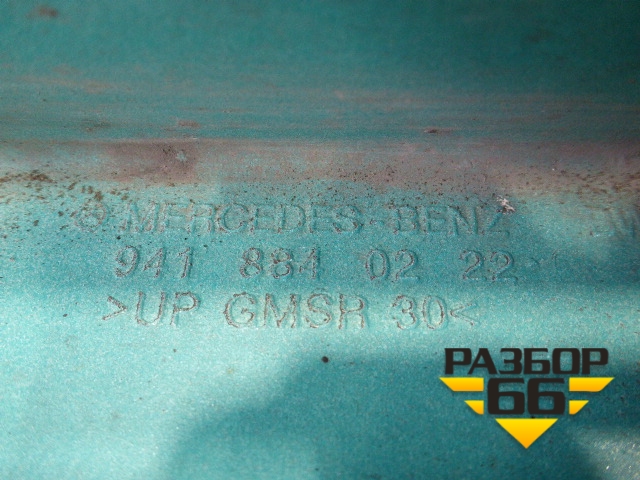 MERCEDES-BENZ
941 884 02 22
>UP GMSR 30<
РАЗБОР
66